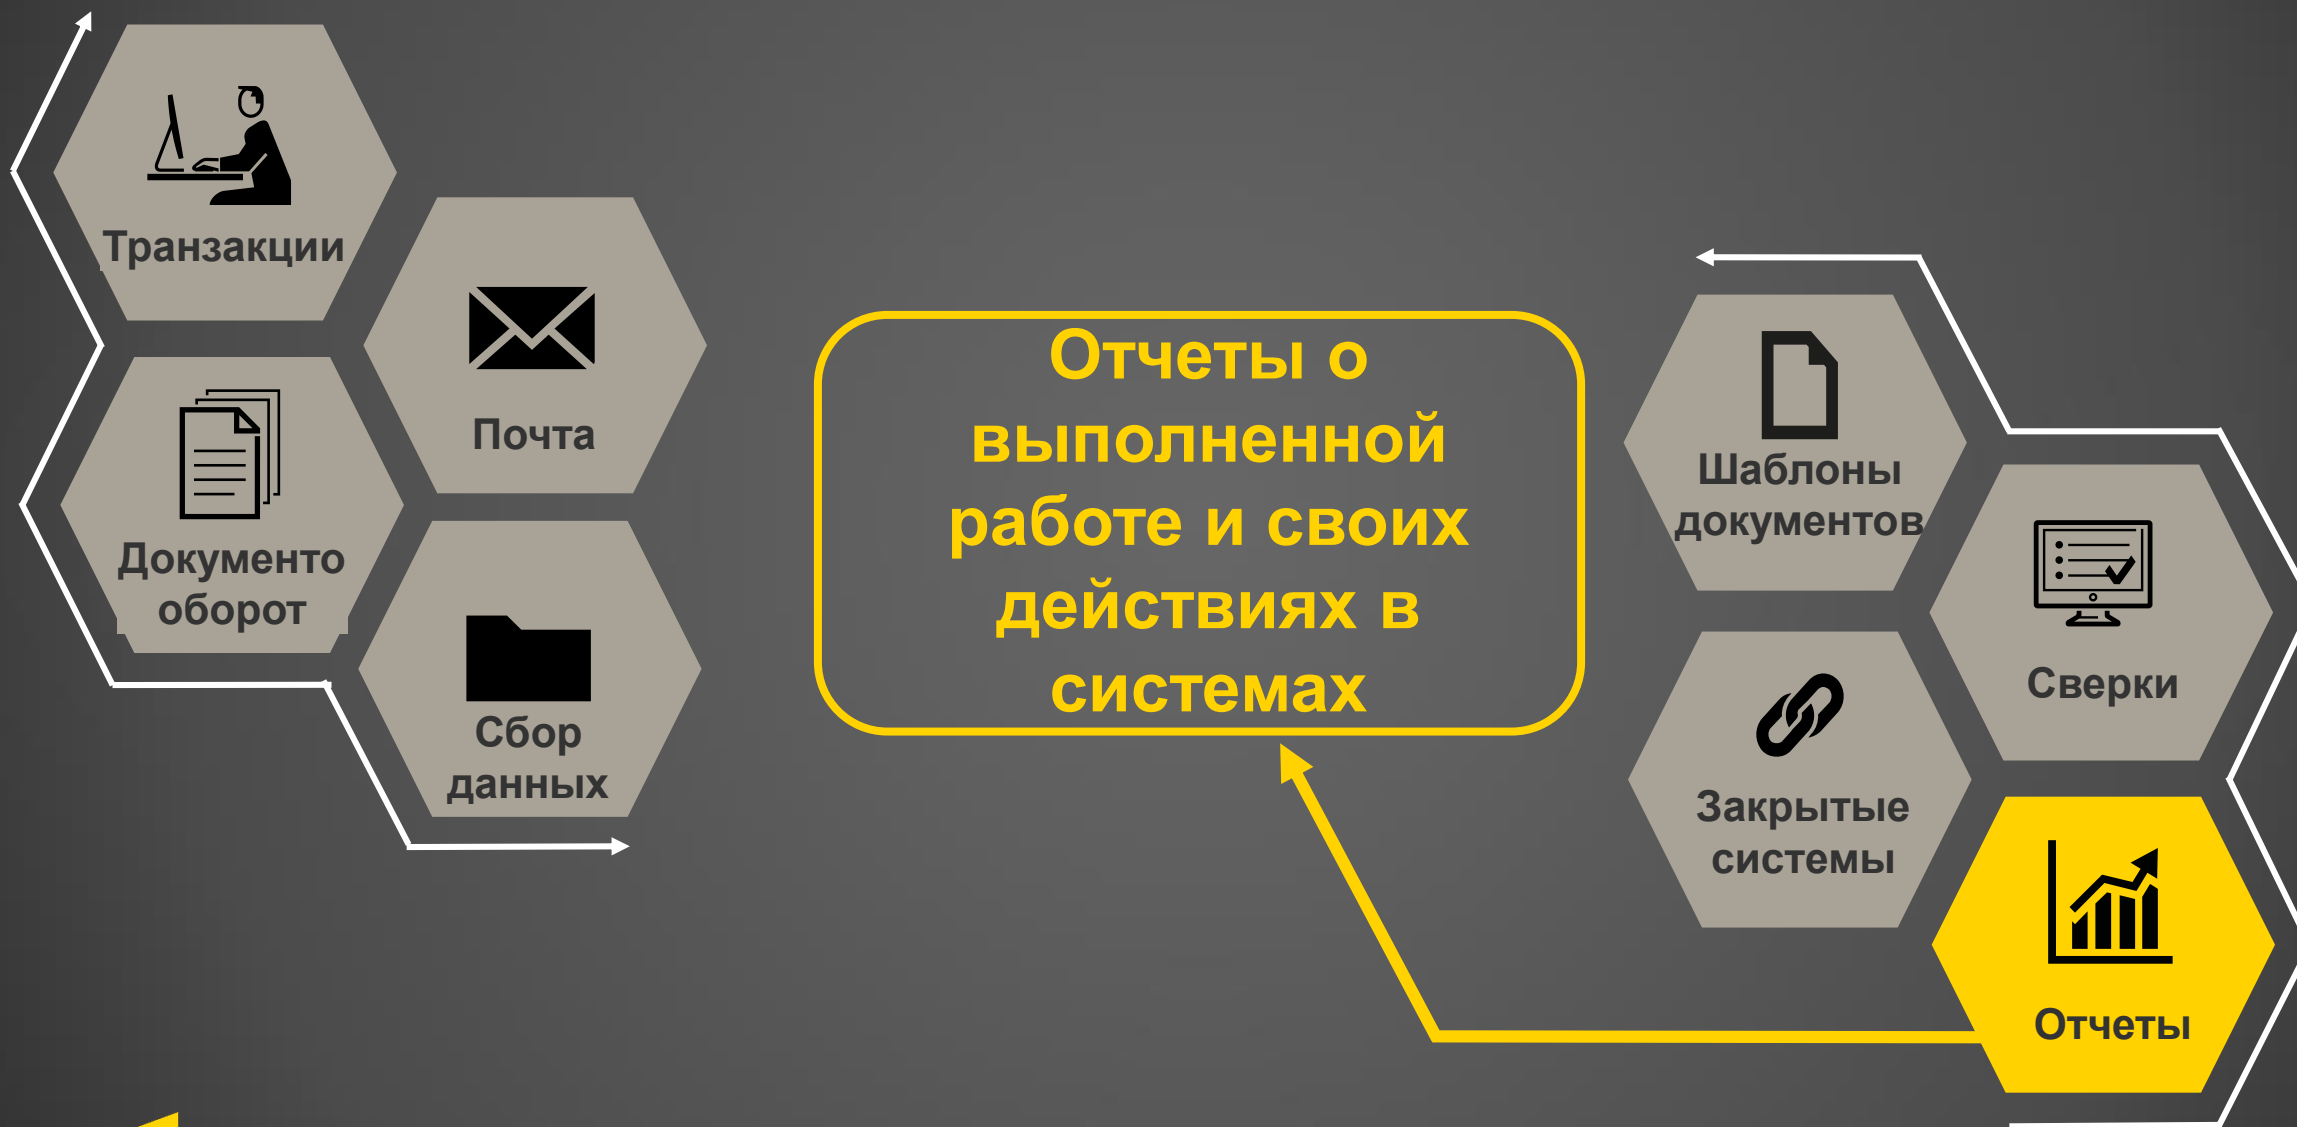 Транзакции
Почта
Документо
оборот
Сбор
данных
Отчеты о
выполненной
работе и своих
действиях в
системах
Шаблоны
документов
Сверки
Закрытые
системы
Отчеты